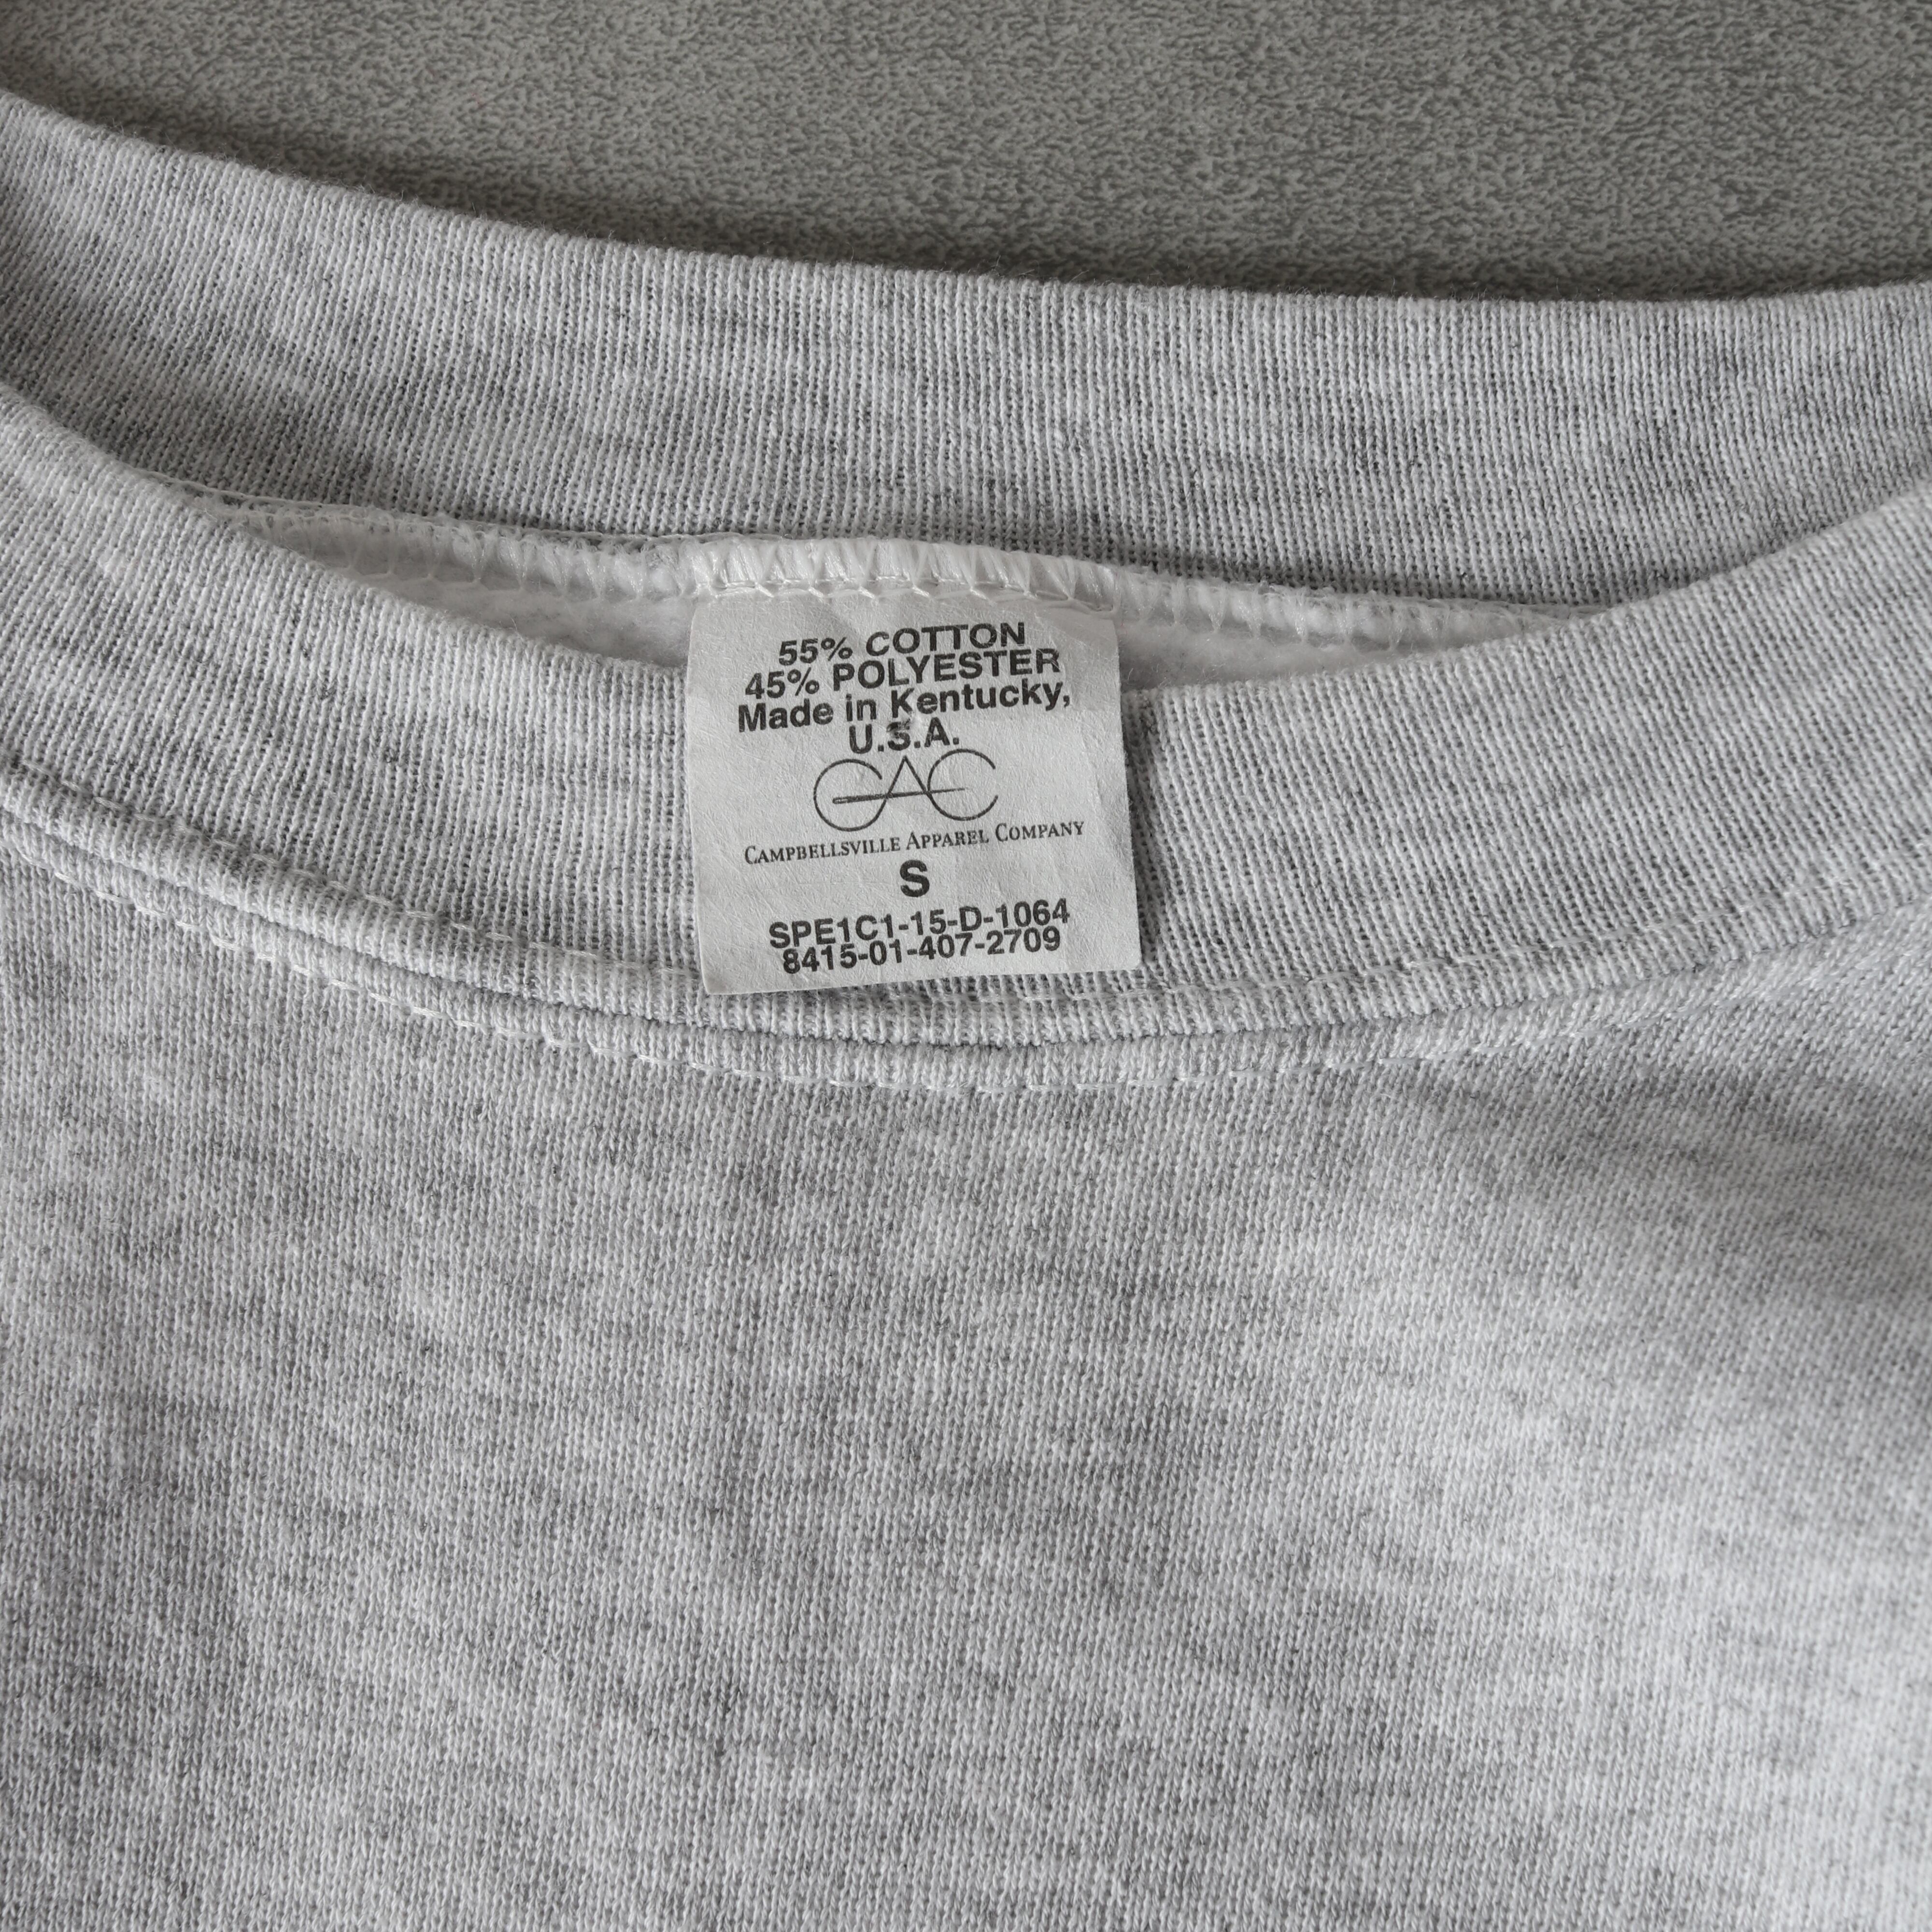 55% COTTON
45% POLYESTER
Made in Kentucky,
U.S.A.
CAC
CAMPBELLSVILLE APPAREL COMPANY
S
SPE1C1-15-D-1064
8415-01-407-2709